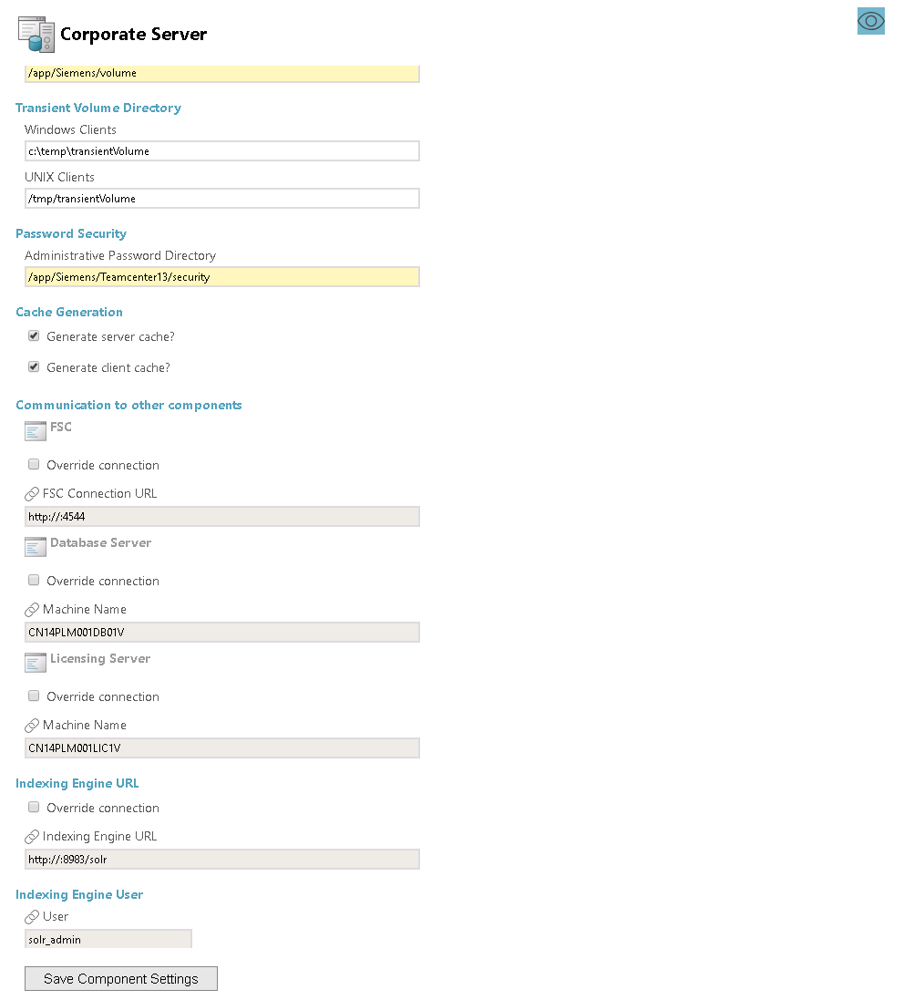 Corporate Server
/app/Siemens/volume
Transient Volume Directory
Windows Clients
c:\temp\transientVolume
UNIX Clients
/tmp/transientVolume
Password Security
Administrative Password Directory
/app/Siemens/Teamcenter13/security
Cache Generation
Generate server cache?
Generate client cache?
Communication to other components
FSC
Override connection
FSC Connection URL
http://:4544
Database Server
Override connection
Machine Name
CN14PLM001DB01V
Licensing Server
Override connection
Machine Name
CN14PLM001LIC1V
Indexing Engine URL
Override connection
Indexing Engine URL
http://:8983/solr
Indexing Engine User
User
solr_admin
Save Component Settings